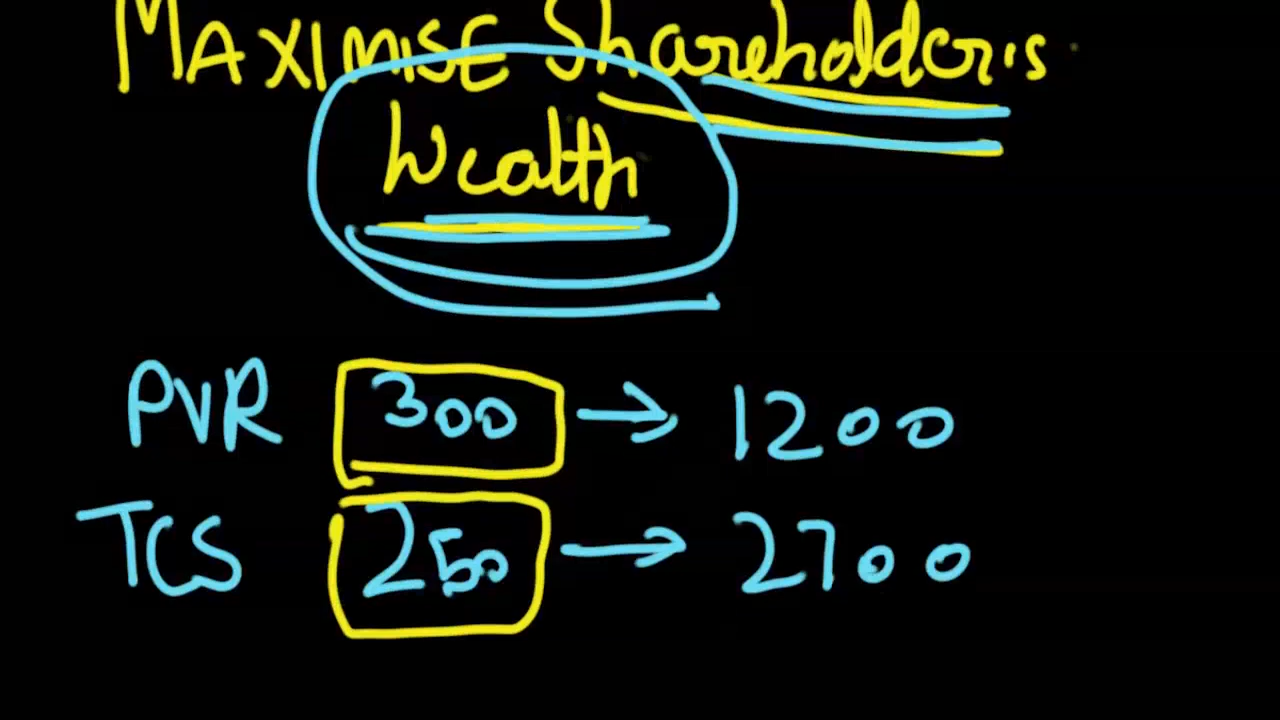 MAXIMISE Shareholder's
Wealth
PVR 300 → 1200
TCS 250 → 2700